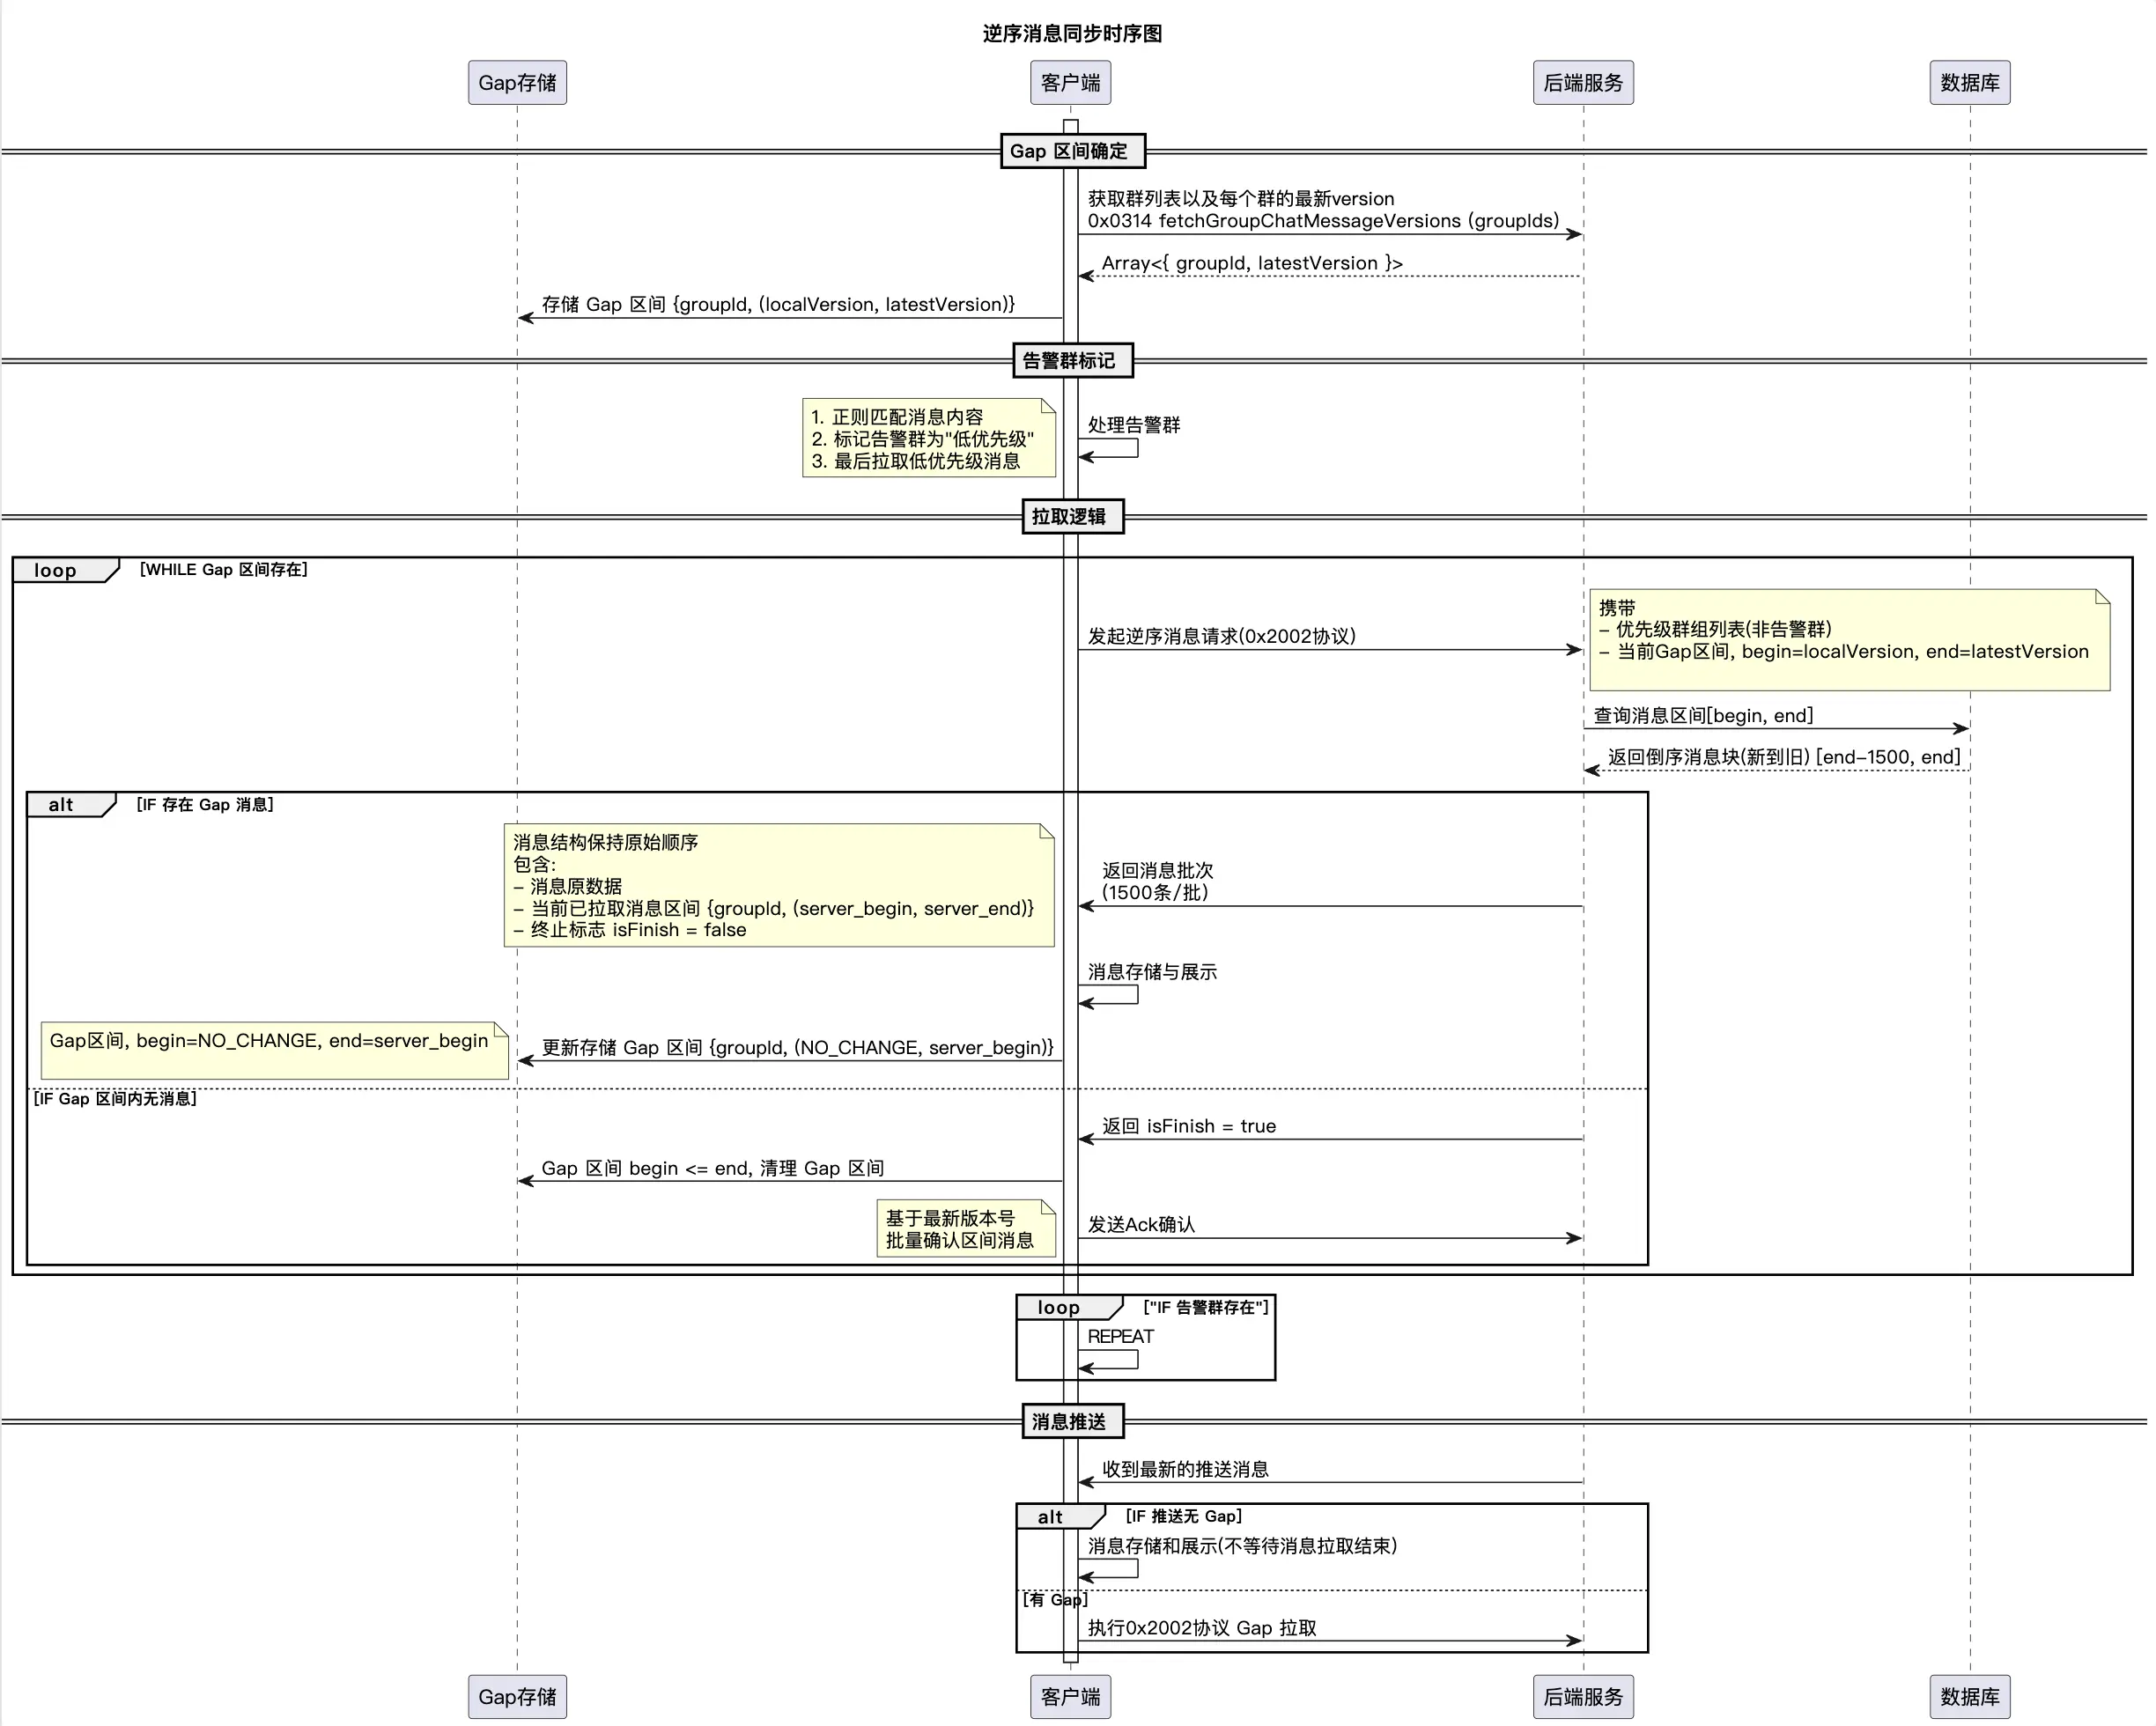 逆序消息同步时序图
Gap存储
客户端
后端服务
数据库
Gap 区间确定
获取群列表以及每个群的最新version
0x0314 fetchGroupChatMessageVersions (groupIds)
Array<{ groupId, latestVersion }>
存储 Gap 区间 {groupId, (localVersion, latestVersion)}
告警群标记
1. 正则匹配消息内容
2. 标记告警群为"低优先级"
3. 最后拉取低优先级消息
处理告警群
拉取逻辑
loop
[WHILE Gap 区间存在]
发起逆序消息请求(0x2002协议)
携带
– 优先级群组列表(非告警群)
– 当前Gap区间, begin=localVersion, end=latestVersion
查询消息区间[begin, end]
返回倒序消息块(新到旧) [end–1500, end]
alt
[IF 存在 Gap 消息]
消息结构保持原始顺序
包含:
– 消息原数据
– 当前已拉取消息区间 {groupId, (server_begin, server_end)}
– 终止标志 isFinish = false
返回消息批次
(1500条/批)
消息存储与展示
Gap区间, begin=NO_CHANGE, end=server_begin
更新存储 Gap 区间 {groupId, (NO_CHANGE, server_begin)}
[IF Gap 区间内无消息]
返回 isFinish = true
Gap 区间 begin <= end, 清理 Gap 区间
基于最新版本号
批量确认区间消息
发送Ack确认
loop
["IF 告警群存在"]
REPEAT
消息推送
收到最新的推送消息
alt
[IF 推送无 Gap]
消息存储和展示(不等待消息拉取结束)
[有 Gap]
执行0x2002协议 Gap 拉取
Gap存储
客户端
后端服务
数据库